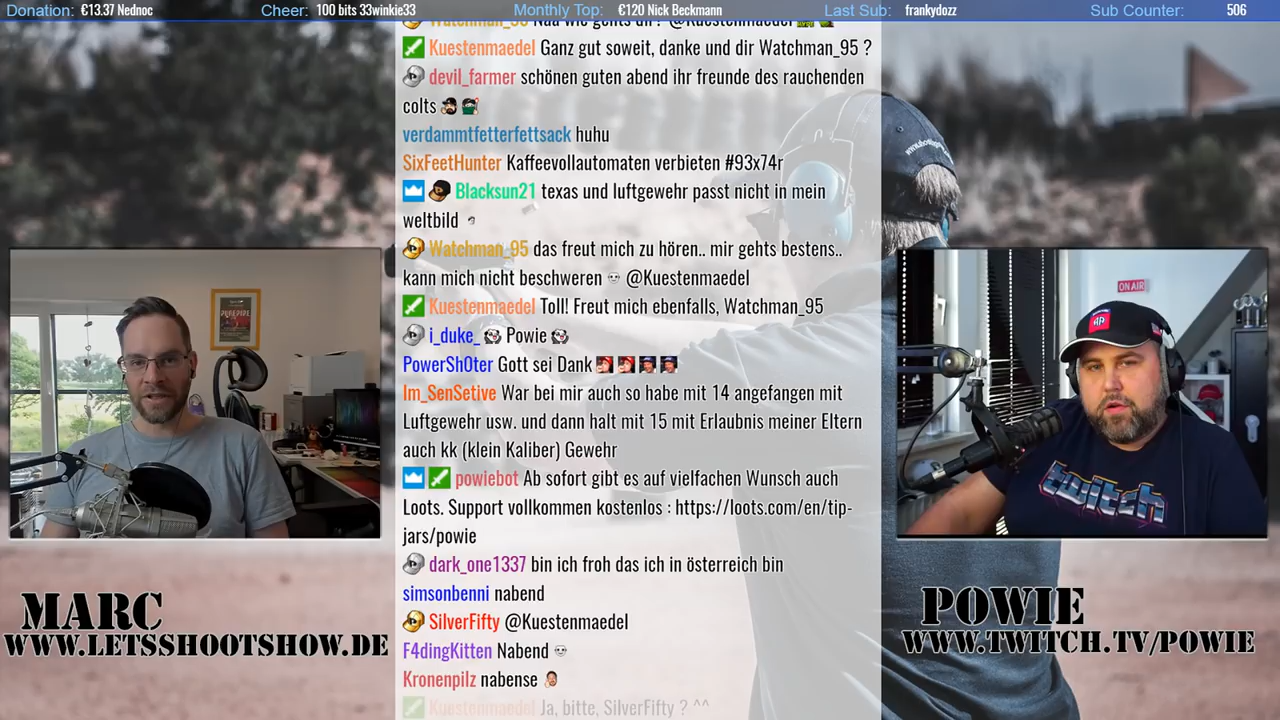 Donation: €13.37 Nednoc Cheer: 100 bits 33winkie33 Monthly Top: €120 Nick Beckmann Last Sub: frankydozz Sub Counter: 506
Watchman_95 Naa wie gehts dir? @Kuestenmaedel
Kuestenmaedel Ganz gut soweit, danke und dir Watchman_95 ?
devil_farmer schönen guten abend ihr freunde des rauchenden
colts
verdammtfetterfettsack huhu
SixFeetHunter Kaffeevollautomaten verbieten #93x74r
Blacksun21 texas und luftgewehr passt nicht in mein
weltbild
Watchman_95 das freut mich zu hören.. mir gehts bestens..
kann mich nicht beschweren @Kuestenmaedel
Kuestenmaedel Toll! Freut mich ebenfalls, Watchman_95
i_duke_ Powie
PowerSh0ter Gott sei Dank
Im_SenSetive War bei mir auch so habe mit 14 angefangen mit
Luftgewehr usw. und dann halt mit 15 mit Erlaubnis meiner Eltern
auch kk (klein Kaliber) Gewehr
powiebot Ab sofort gibt es auf vielfachen Wunsch auch
Loots. Support vollkommen kostenlos : https://loots.com/en/tip-
jars/powie
dark_one1337 bin ich froh das ich in österreich bin
simsonbenni nabend
SilverFifty @Kuestenmaedel
F4dingKitten Nabend
Kronenpilz nabense
Kuestenmaedel Ja, bitte, SilverFifty ? ^^
MARC
WWW.LETSSHOOTSHOW.DE
ON AIR
twitch
POWIE
WWW.TWITCH.TV/POWIE